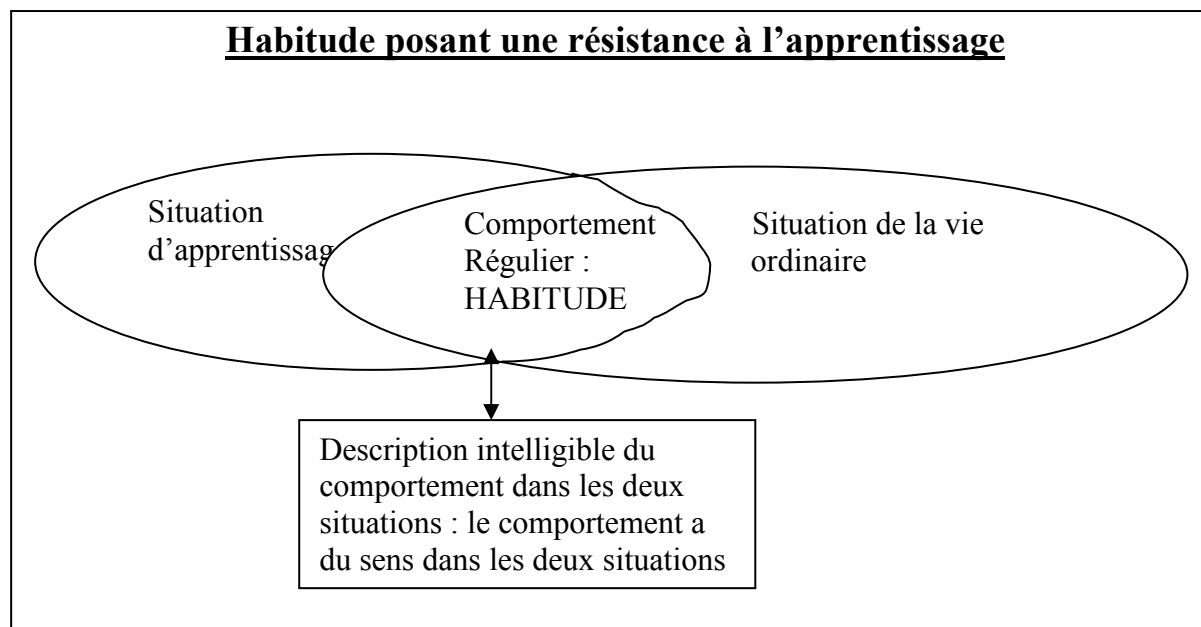 Habitude posant une résistance à l’apprentissage
Situation
d’apprentissag
Comportement
Régulier :
HABITUDE
Situation de la vie
ordinaire
Description intelligible du
comportement dans les deux
situations : le comportement a
du sens dans les deux situations